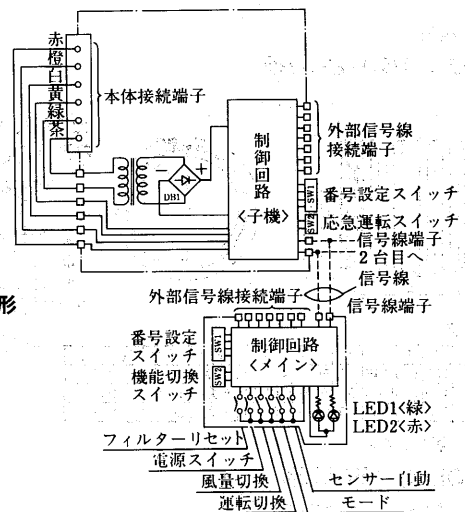 赤
橙
白
黄
緑
茶
本体接続端子
制御回路
〈子機〉
DB1
− +
外部信号線
接続端子
SW1
番号設定スイッチ
SW2
応急運転スイッチ
信号線端子
2台目へ
信号線
信号線端子
形
外部信号線接続端子
番号設定
スイッチ
SW1
機能切換
スイッチ
SW2
制御回路
〈メイン〉
LED1〈緑〉
LED2〈赤〉
フィルターリセット
電源スイッチ
風量切換
運転切換
センサー自動
モード